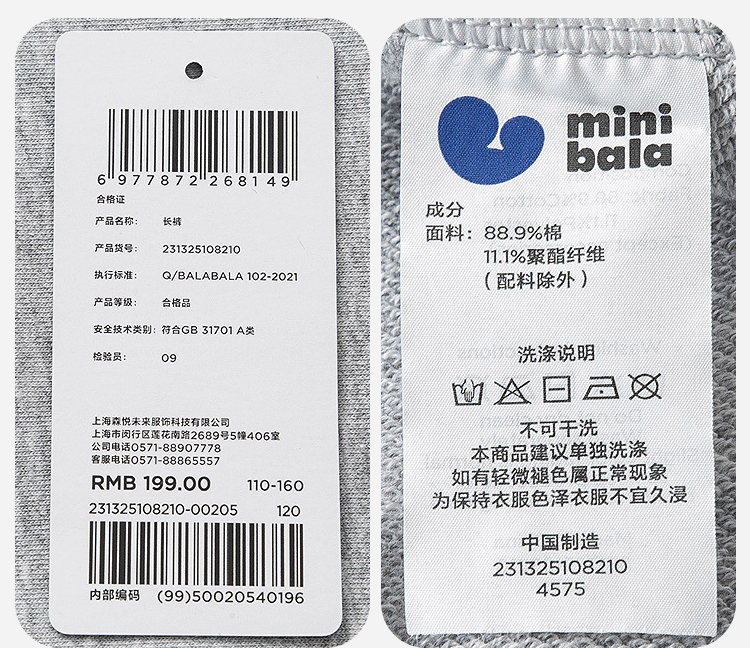 6 977872 268149
合格证
产品名称: 长裤
产品货号: 231325108210
执行标准: Q/BALABALA 102-2021
产品等级: 合格品
安全技术类别: 符合GB 31701 A类
检验员: 09
上海森悦未来服饰科技有限公司
上海市闵行区莲花南路2689号5幢406室
公司电话0571-88907778
客服电话0571-88865557
RMB 199.00 110-160
231325108210-00205 120
内部编码 (99)50020540196
mini
bala
成分
面料: 88.9%棉
11.1%聚酯纤维
(配料除外)
洗涤说明
不可干洗
本商品建议单独洗涤
如有轻微褪色属正常现象
为保持衣服色泽衣服不宜久浸
中国制造
231325108210
4575